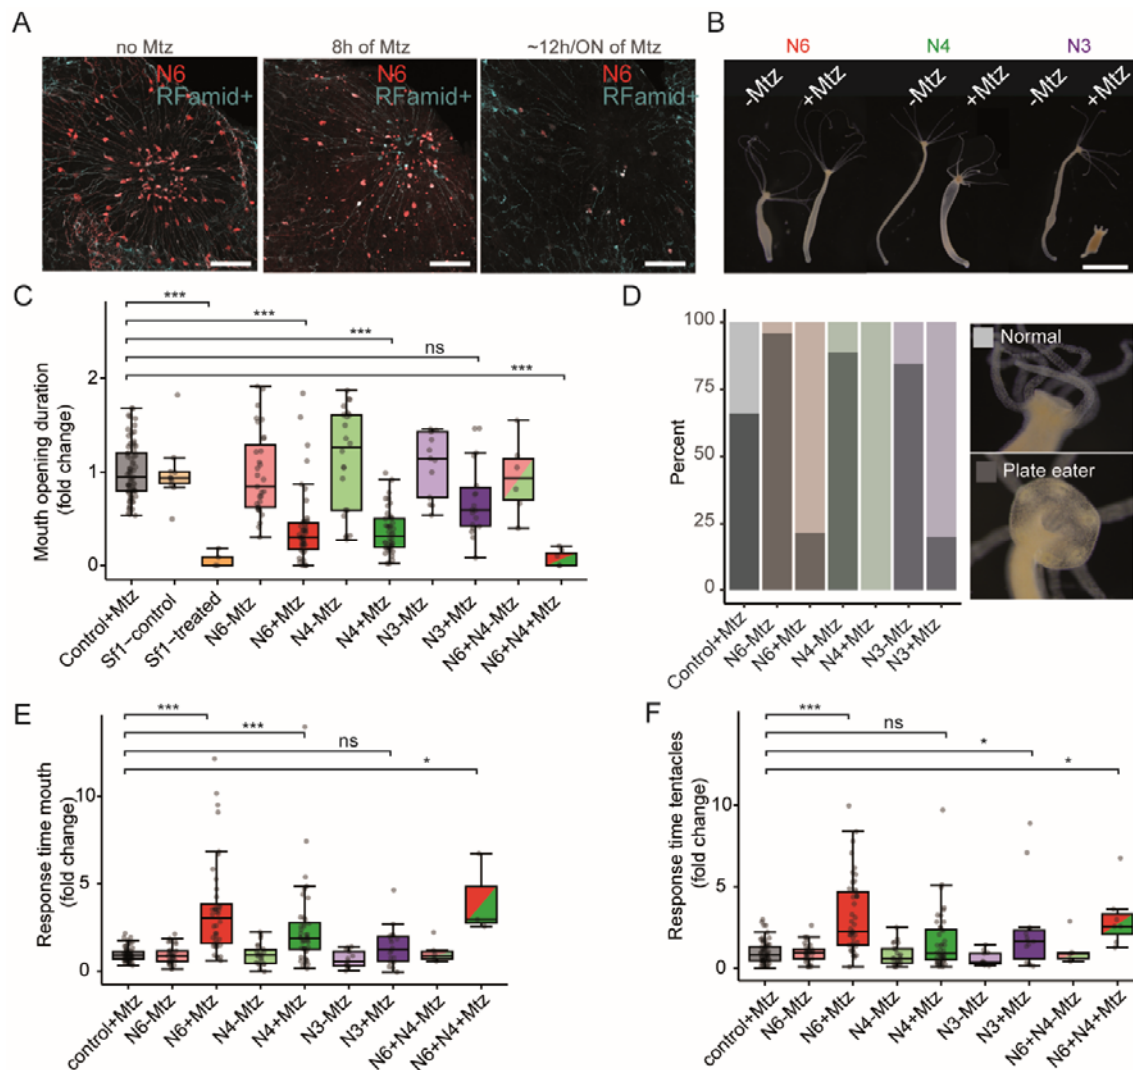 A
no Mtz
8h of Mtz
~12h/ON of Mtz
N6
RFamid+
N6
RFamid+
N6
RFamid+
B
N6
N4
N3
-Mtz
+Mtz
-Mtz
+Mtz
-Mtz
+Mtz
C
***
***
***
ns
***
Mouth opening duration
(fold change)
2
1
0
Control+Mtz
Sf1-control
Sf1-treated
N6-Mtz
N6+Mtz
N4-Mtz
N4+Mtz
N3-Mtz
N3+Mtz
N6+N4-Mtz
N6+N4+Mtz
D
Percent
100
75
50
25
0
Control+Mtz
N6-Mtz
N6+Mtz
N4-Mtz
N4+Mtz
N3-Mtz
N3+Mtz
Normal
Plate eater
E
***
***
ns
*
Response time mouth
(fold change)
10
5
0
control+Mtz
N6-Mtz
N6+Mtz
N4-Mtz
N4+Mtz
N3-Mtz
N3+Mtz
N6+N4-Mtz
N6+N4+Mtz
F
***
ns
*
*
Response time tentacles
(fold change)
10
5
0
control+Mtz
N6-Mtz
N6+Mtz
N4-Mtz
N4+Mtz
N3-Mtz
N3+Mtz
N6+N4-Mtz
N6+N4+Mtz